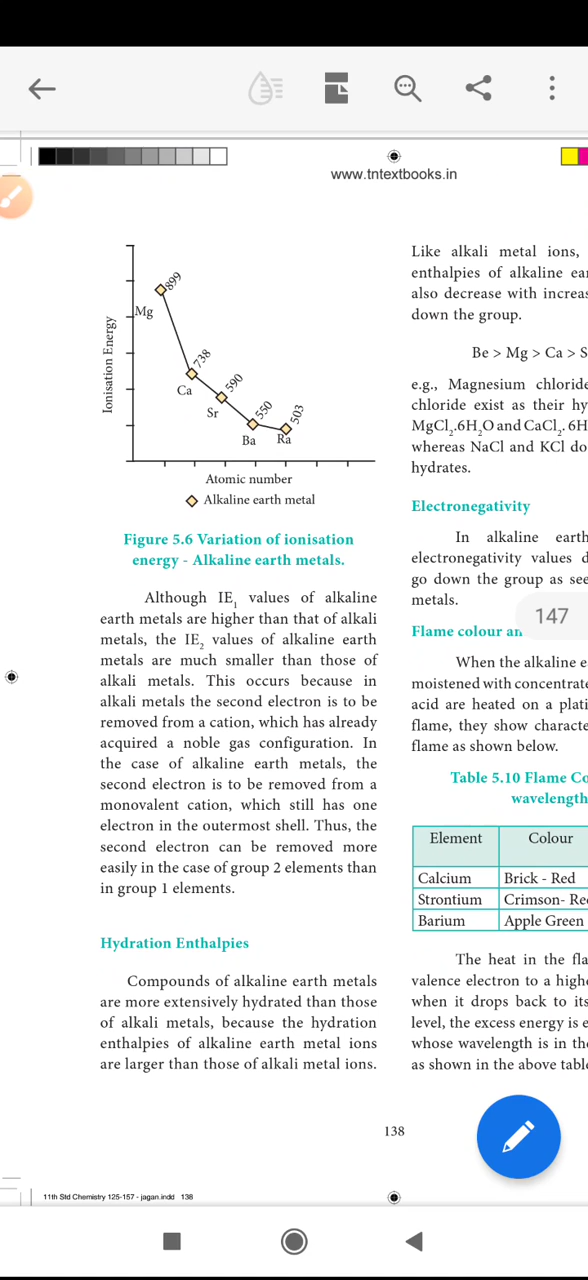 www.tntextbooks.in
899
Mg
738
Ca
590
Sr
550
Ba
503
Ra
Ionisation Energy
Atomic number
Alkaline earth metal
Figure 5.6 Variation of ionisation
energy - Alkaline earth metals.
Although IE1 values of alkaline
earth metals are higher than that of alkali
metals, the IE2 values of alkaline earth
metals are much smaller than those of
alkali metals. This occurs because in
alkali metals the second electron is to be
removed from a cation, which has already
acquired a noble gas configuration. In
the case of alkaline earth metals, the
second electron is to be removed from a
monovalent cation, which still has one
electron in the outermost shell. Thus, the
second electron can be removed more
easily in the case of group 2 elements than
in group 1 elements.
Hydration Enthalpies
Compounds of alkaline earth metals
are more extensively hydrated than those
of alkali metals, because the hydration
enthalpies of alkaline earth metal ions
are larger than those of alkali metal ions.
Like alkali metal ions,
enthalpies of alkaline
also decrease with
down the group.
Be > Mg > Ca >
e.g., Magnesium chloride
chloride exist as their
MgCl2.6H2O and CaCl2. 6H
whereas NaCl and KCl do
hydrates.
Electronegativity
In alkaline earth
electronegativity values
go down the group as see
metals.
147
Flame colour
When the alkaline
moistened with
acid are heated on a
flame, they show
flame as shown below.
Table 5.10 Flame
wavelength
Element Colour
Calcium Brick - Red
Strontium Crimson-
Barium Apple Green
The heat in the
valence electron to a
when it drops back to its
level, the excess energy is
whose wavelength is in the
as shown in the above
138
11th Std Chemistry 125-157 - jagan.indd 138